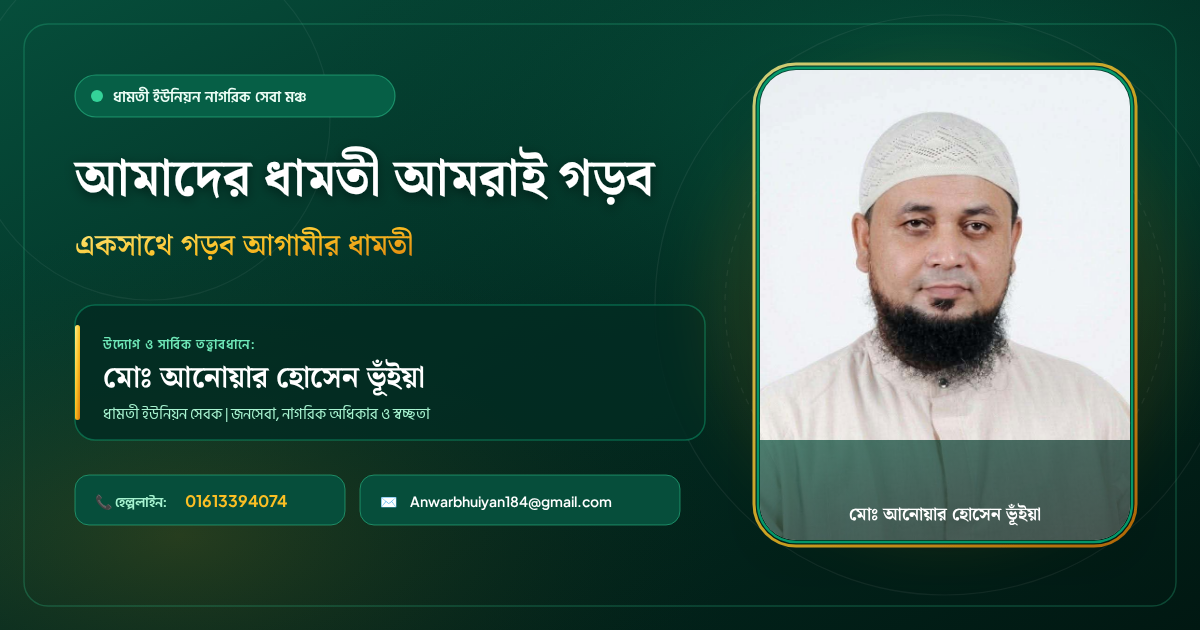 ধামতী ইউনিয়ন নাগরিক সেবা মঞ্চ
আমাদের ধামতী আমরাই গড়ব
একসাথে গড়ব আগামীর ধামতী
উদ্যোগ ও সার্বিক তত্ত্বাবধানে:
মোঃ আনোয়ার হোসেন ভূঁইয়া
ধামতী ইউনিয়ন সেবক | জনসেবা, নাগরিক অধিকার ও স্বচ্ছতা
📞 হেল্পলাইন: 01613394074
✉️ Anwarbhuiyan184@gmail.com
মোঃ আনোয়ার হোসেন ভূঁইয়া